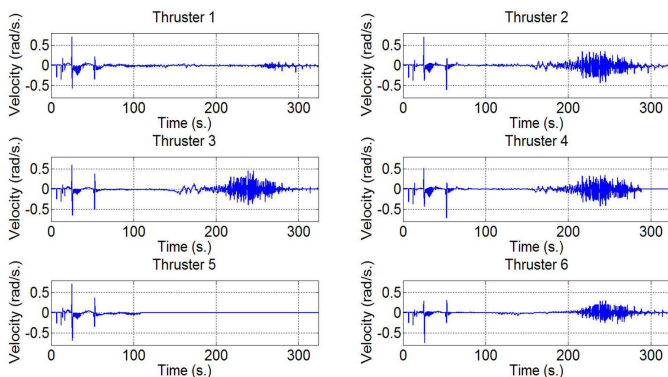 Thruster 1
Velocity (rad/s.)
0.5
0
-0.5
0 100 200 300
Time (s.)
Thruster 2
Velocity (rad/s.)
0.5
0
-0.5
0 100 200 300
Time (s.)
Thruster 3
Velocity (rad/s.)
0.5
0
-0.5
0 100 200 300
Time (s.)
Thruster 4
Velocity (rad/s.)
0.5
0
-0.5
0 100 200 300
Time (s.)
Thruster 5
Velocity (rad/s.)
0.5
0
-0.5
0 100 200 300
Time (s.)
Thruster 6
Velocity (rad/s.)
0.5
0
-0.5
0 100 200 300
Time (s.)